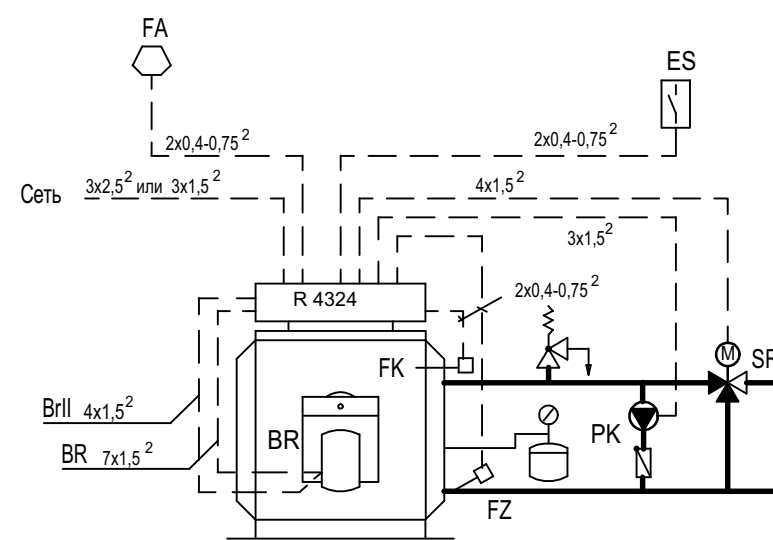 FA
ES
2x0,4-0,75²
2x0,4-0,75²
Сеть
3x2,5² или 3x1,5²
4x1,5²
3x1,5²
R 4324
2x0,4-0,75²
FK
M
BrII 4x1,5²
BR
PK
BR 7x1,5²
FZ